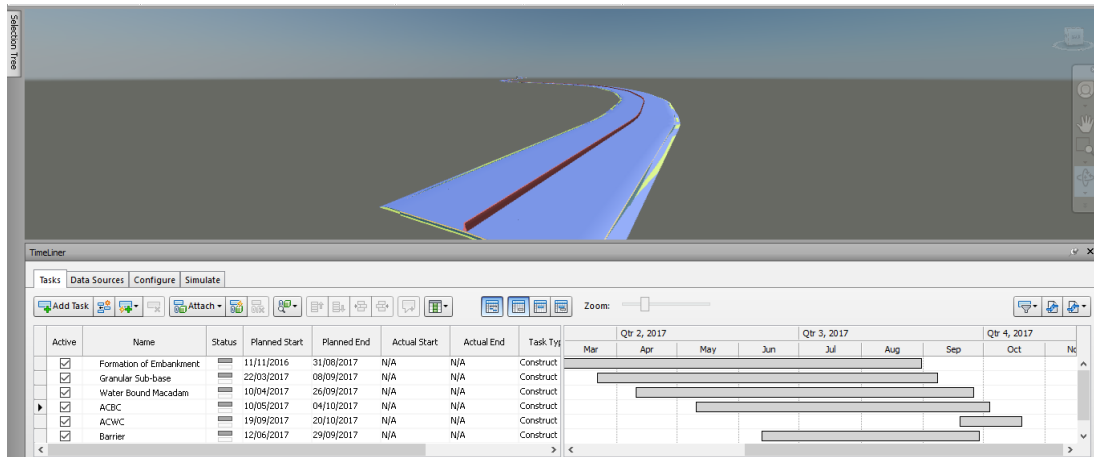 Selection Tree
TimeLiner
Tasks Data Sources Configure Simulate
Add Task Attach Zoom:
Active Name Status Planned Start Planned End Actual Start Actual End Task Typ
Qtr 2, 2017 Qtr 3, 2017 Qtr 4, 2017
Mar Apr May Jun Jul Aug Sep Oct No
Formation of Embankment 11/11/2016 31/08/2017 N/A N/A Construct
Granular Sub-base 22/03/2017 08/09/2017 N/A N/A Construct
Water Bound Macadam 10/04/2017 26/09/2017 N/A N/A Construct
ACBC 10/05/2017 04/10/2017 N/A N/A Construct
ACWC 19/09/2017 20/10/2017 N/A N/A Construct
Barrier 12/06/2017 29/09/2017 N/A N/A Construct